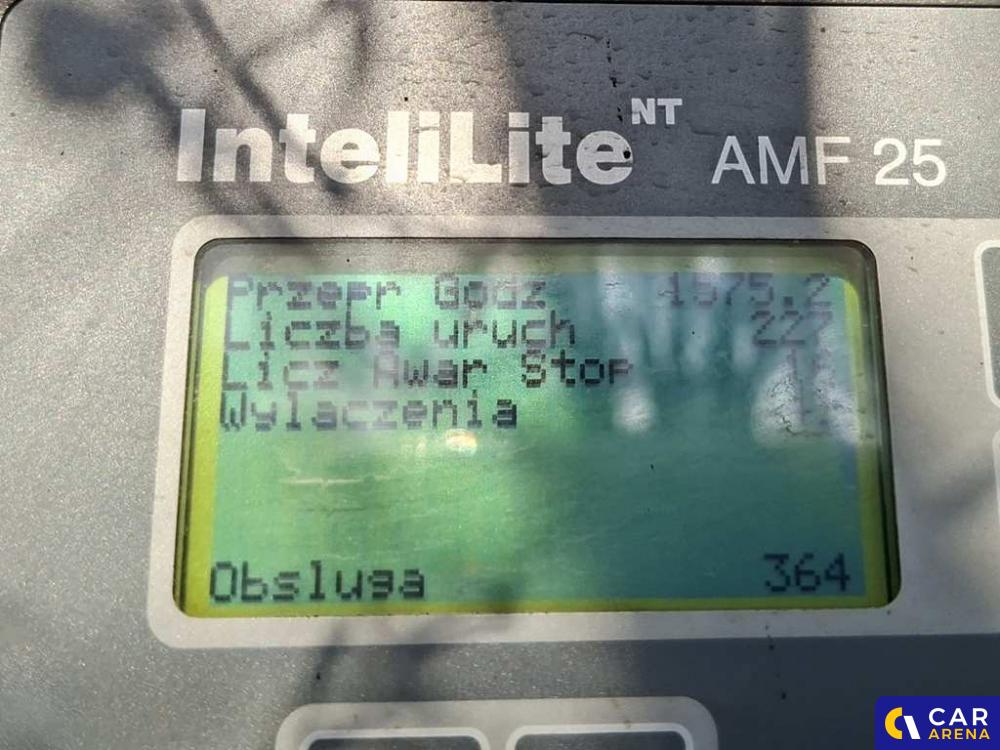 InteliLite NT AMF 25
Przepr Godz 1575.2
Liczba uruch 227
Licz Awar Stop
Wylaczenia
Obsluga 364
CAR
ARENA